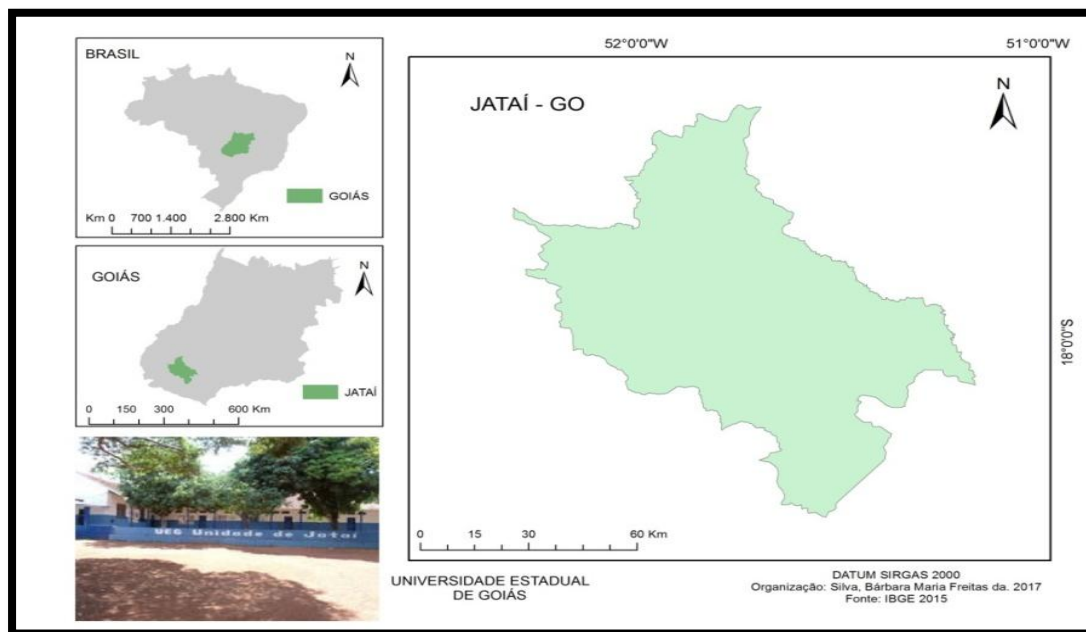 BRASIL
N
GOIÁS
Km 0 700 1.400 2.800 Km
GOIÁS
N
JATAÍ
0 150 300 600 Km
UEG Unidade de Jataí
52°0'0"W 51°0'0"W
JATAÍ - GO
N
18°0'0"S
0 15 30 60 Km
UNIVERSIDADE ESTADUAL
DE GOIÁS
DATUM SIRGAS 2000
Organização: Silva, Bárbara Maria Freitas da. 2017
Fonte: IBGE 2015